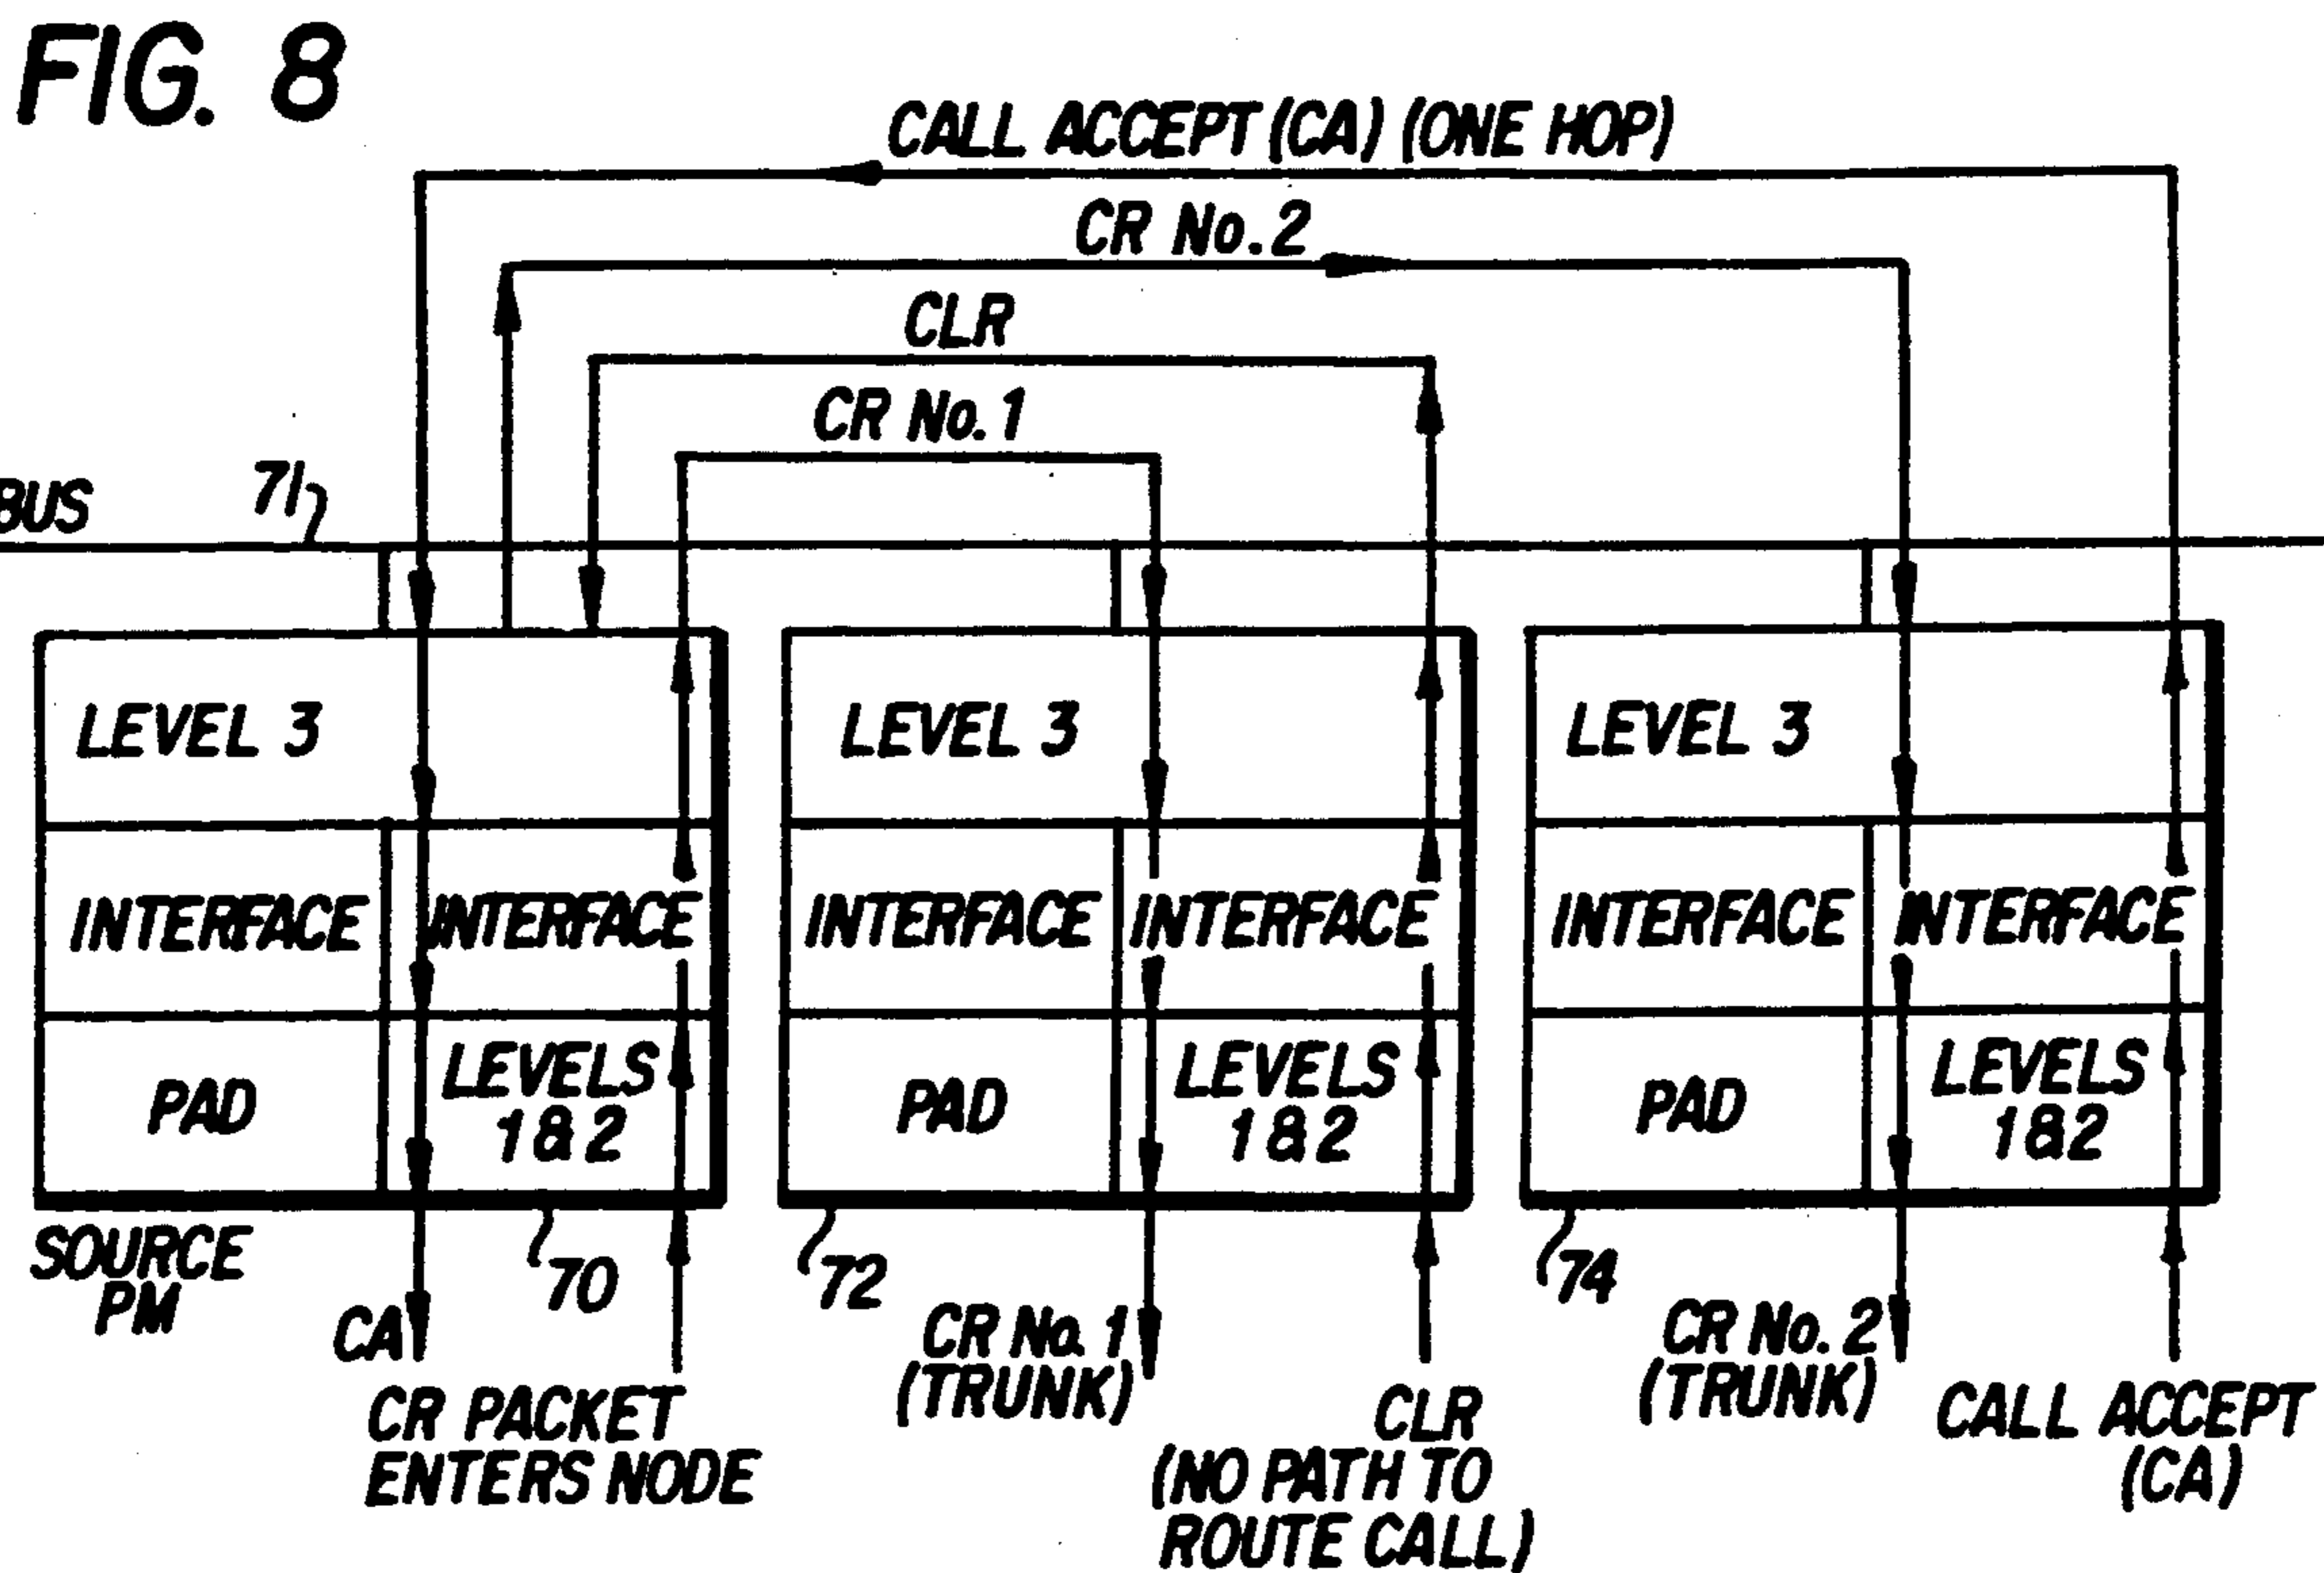 FIG. 8
CALL ACCEPT (CA) (ONE HOP)
CR No. 2
CLR
CR No. 1
BUS
71
LEVEL 3
LEVEL 3
LEVEL 3
INTERFACE
INTERFACE
INTERFACE
INTERFACE
INTERFACE
INTERFACE
PAD
LEVELS
1 & 2
PAD
LEVELS
1 & 2
PAD
LEVELS
1 & 2
SOURCE
PM
CA
70
72
CR No. 1
(TRUNK)
74
CR No. 2
(TRUNK)
CR PACKET
ENTERS NODE
CLR
(NO PATH TO
ROUTE CALL)
CALL ACCEPT
(CA)